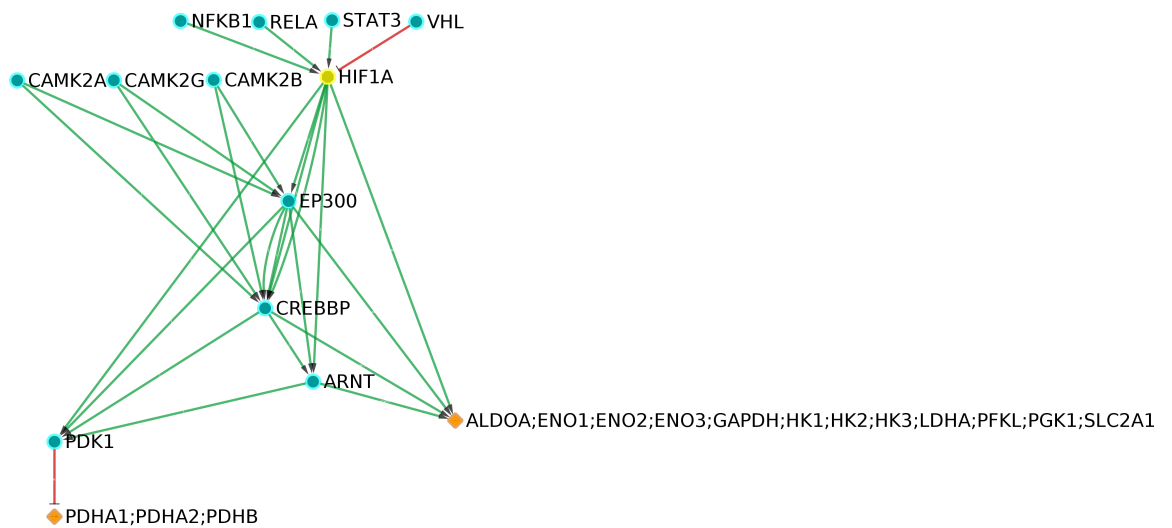 NFKB1 RELA STAT3 VHL
CAMK2A CAMK2G CAMK2B HIF1A
EP300
CREBBP
ARNT
ALDOA;ENO1;ENO2;ENO3;GAPDH;HK1;HK2;HK3;LDHA;PFKL;PGK1;SLC2A1
PDK1
PDHA1;PDHA2;PDHB